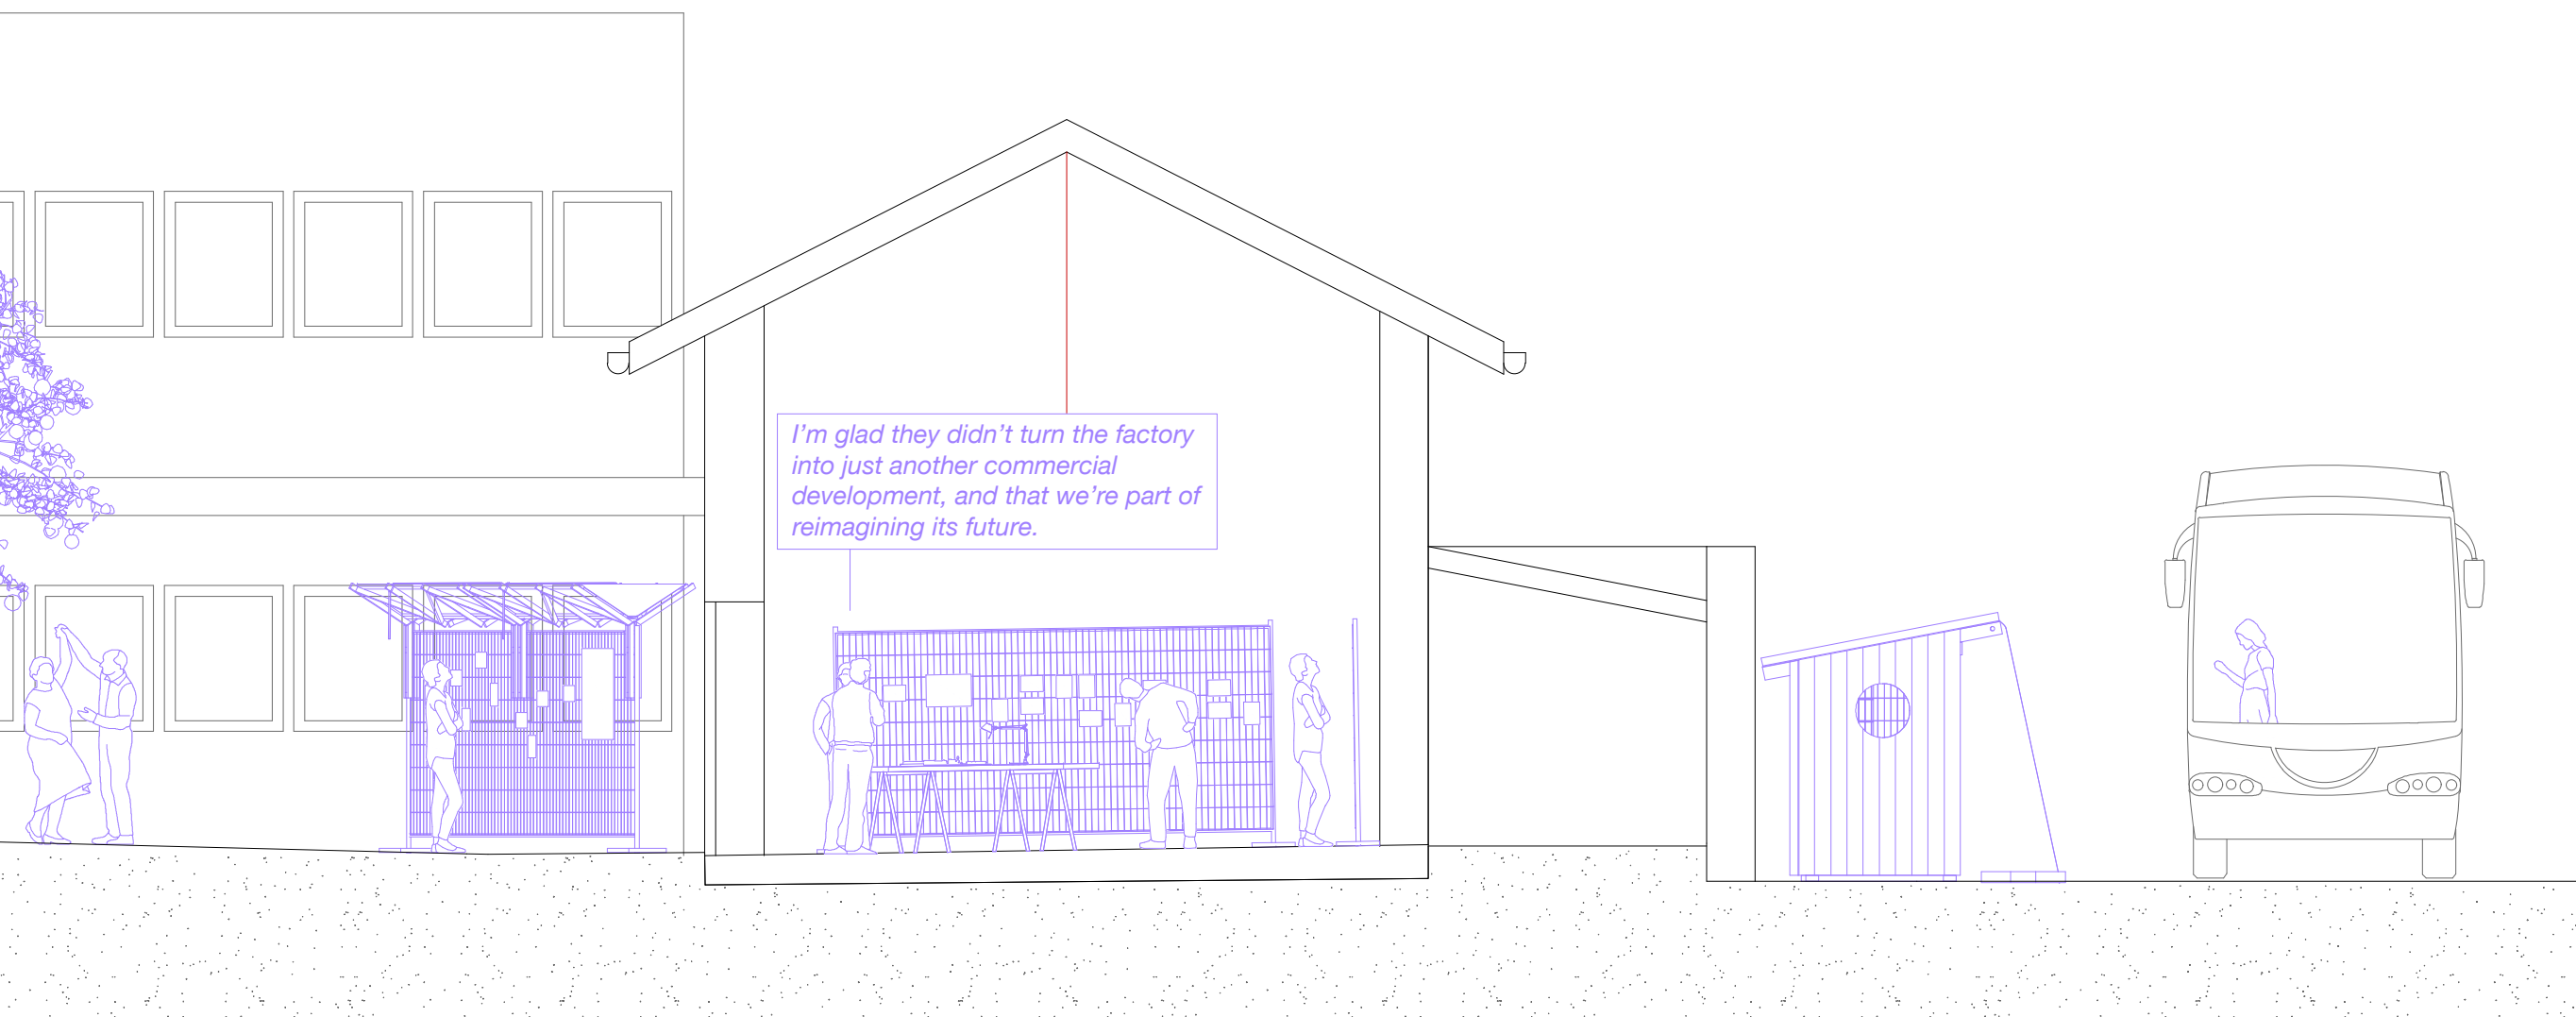 I’m glad they didn’t turn the factory
into just another commercial
development, and that we’re part of
reimagining its future.